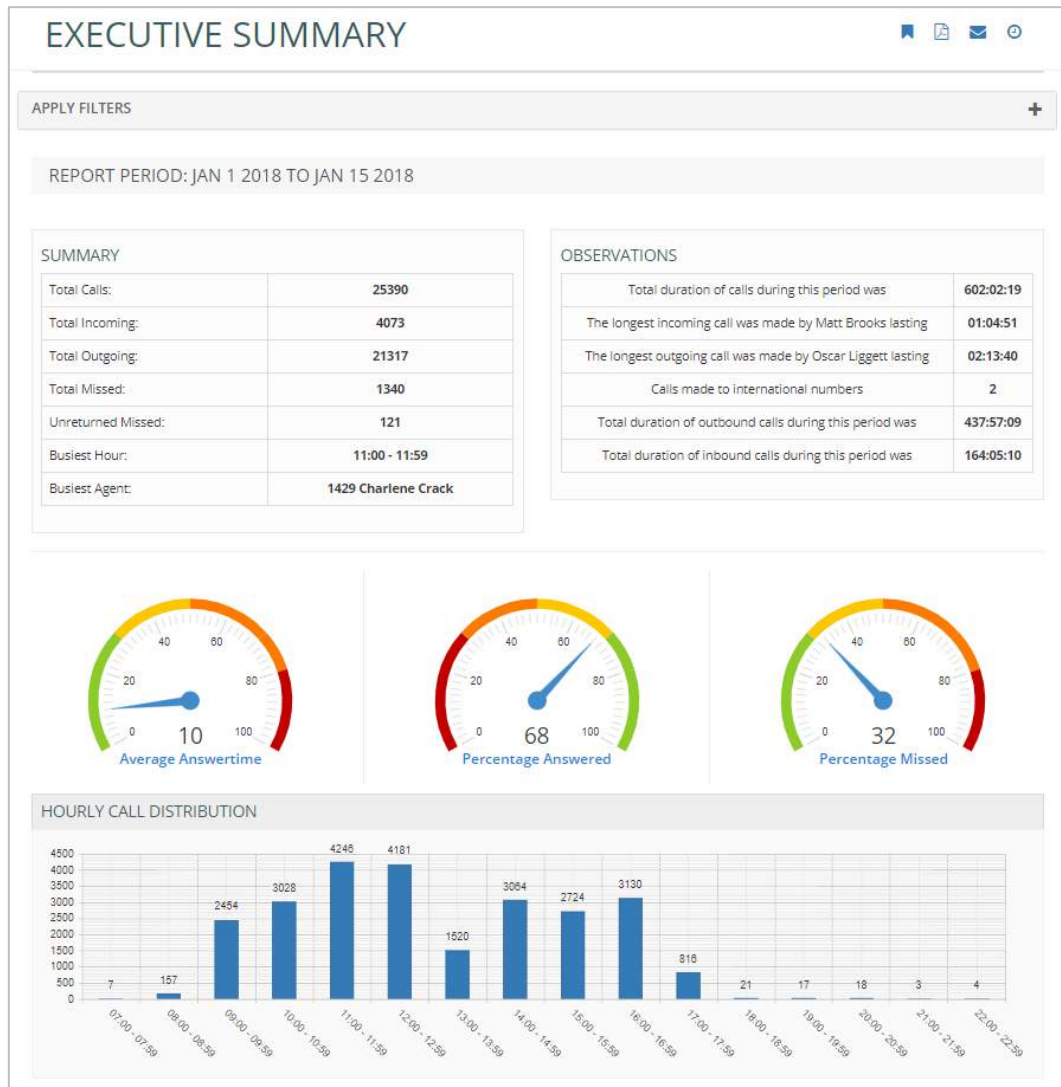 EXECUTIVE SUMMARY
APPLY FILTERS
REPORT PERIOD: JAN 1 2018 TO JAN 15 2018
SUMMARY
Total Calls: 25390
Total Incoming: 4073
Total Outgoing: 21317
Total Missed: 1340
Unreturned Missed: 121
Busiest Hour: 11:00 - 11:59
Busiest Agent: 1429 Charlene Crack
OBSERVATIONS
Total duration of calls during this period was 602:02:19
The longest incoming call was made by Matt Brooks lasting 01:04:51
The longest outgoing call was made by Oscar Liggett lasting 02:13:40
Calls made to international numbers 2
Total duration of outbound calls during this period was 437:57:09
Total duration of inbound calls during this period was 164:05:10
0 20 40 60 80 100
10
Average Answertime
0 20 40 60 80 100
68
Percentage Answered
0 20 40 60 80 100
32
Percentage Missed
HOURLY CALL DISTRIBUTION
4500
4000
3500
3000
2500
2000
1500
1000
500
0
7 157 2454 3028 4246 4181 1520 3064 2724 3130 816 21 17 18 3 4
07:00 - 07:59
08:00 - 08:59
09:00 - 09:59
10:00 - 10:59
11:00 - 11:59
12:00 - 12:59
13:00 - 13:59
14:00 - 14:59
15:00 - 15:59
16:00 - 16:59
17:00 - 17:59
18:00 - 18:59
19:00 - 19:59
20:00 - 20:59
21:00 - 21:59
22:00 - 22:59